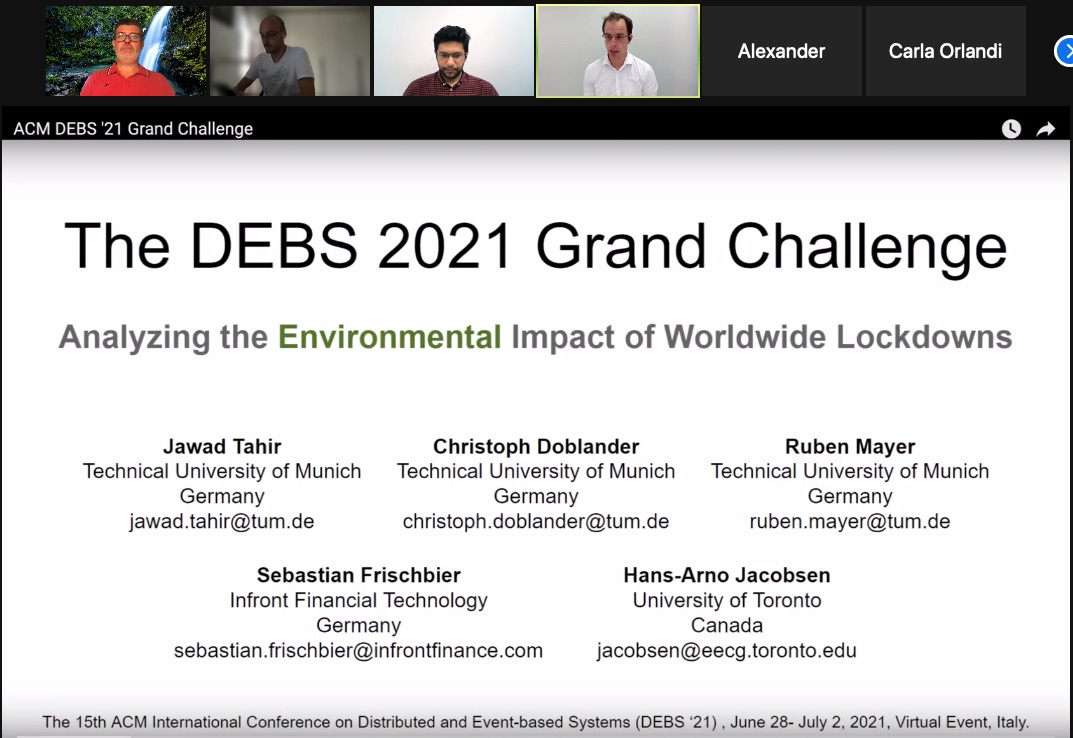 Alexander
Carla Orlandi
ACM DEBS '21 Grand Challenge
The DEBS 2021 Grand Challenge
Analyzing the Environmental Impact of Worldwide Lockdowns
Jawad Tahir
Technical University of Munich
Germany
jawad.tahir@tum.de
Christoph Doblander
Technical University of Munich
Germany
christoph.doblander@tum.de
Ruben Mayer
Technical University of Munich
Germany
ruben.mayer@tum.de
Sebastian Frischbier
Infront Financial Technology
Germany
sebastian.frischbier@infrontfinance.com
Hans-Arno Jacobsen
University of Toronto
Canada
jacobsen@eecg.toronto.edu
The 15th ACM International Conference on Distributed and Event-based Systems (DEBS ‘21) , June 28- July 2, 2021, Virtual Event, Italy.